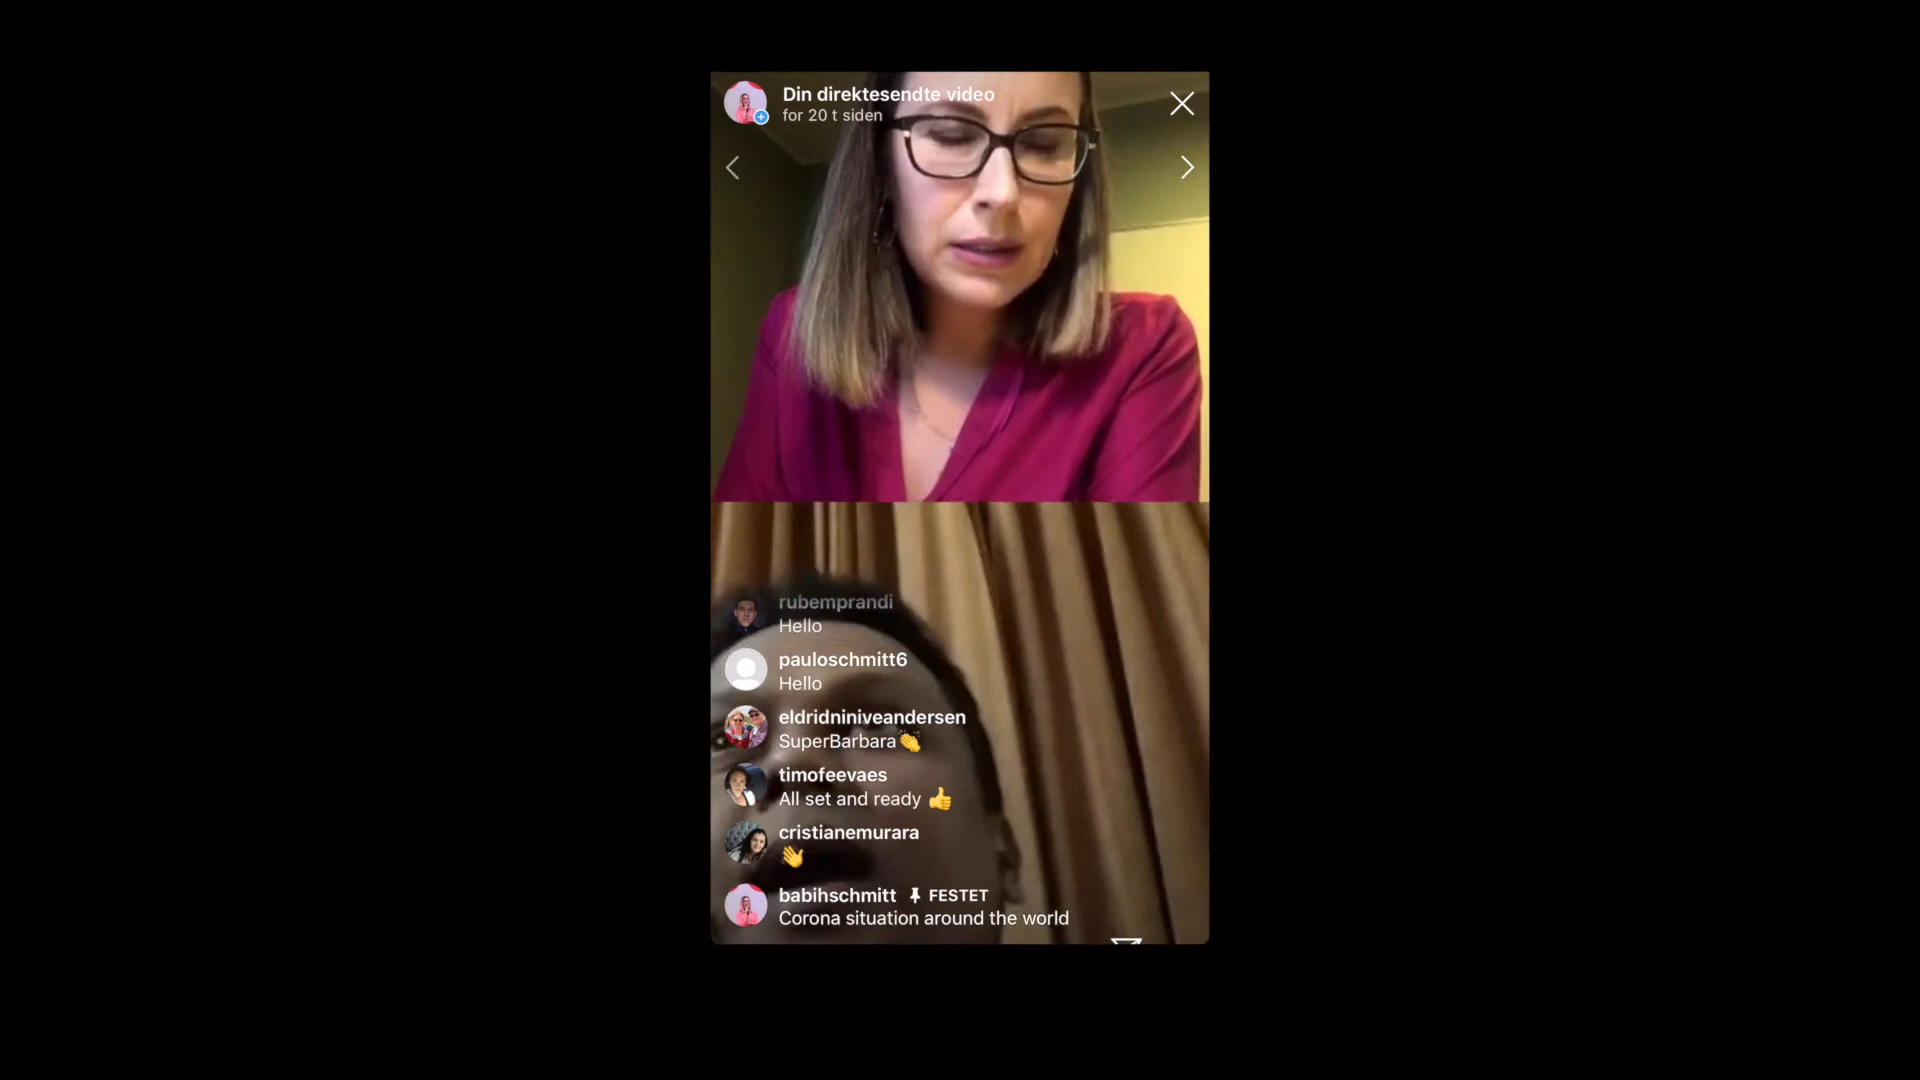 Din direktesendte video
for 20 t siden
rubemprandi
Hello
pauloschmitt6
Hello
eldridniniveandersen
SuperBarbara👏
timofeevaes
All set and ready 👍
cristianemurara
👋
babihschmitt 📌 FESTET
Corona situation around the world